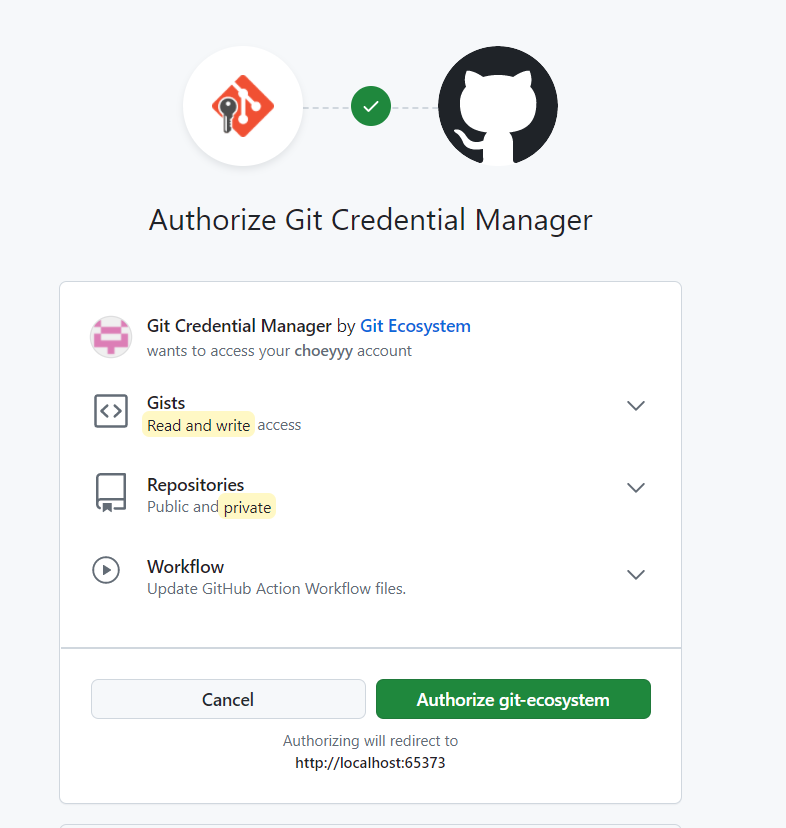 Authorize Git Credential Manager
Git Credential Manager by Git Ecosystem
wants to access your choeyyy account
Gists
Read and write access
Repositories
Public and private
Workflow
Update GitHub Action Workflow files.
Cancel
Authorize git-ecosystem
Authorizing will redirect to
http://localhost:65373